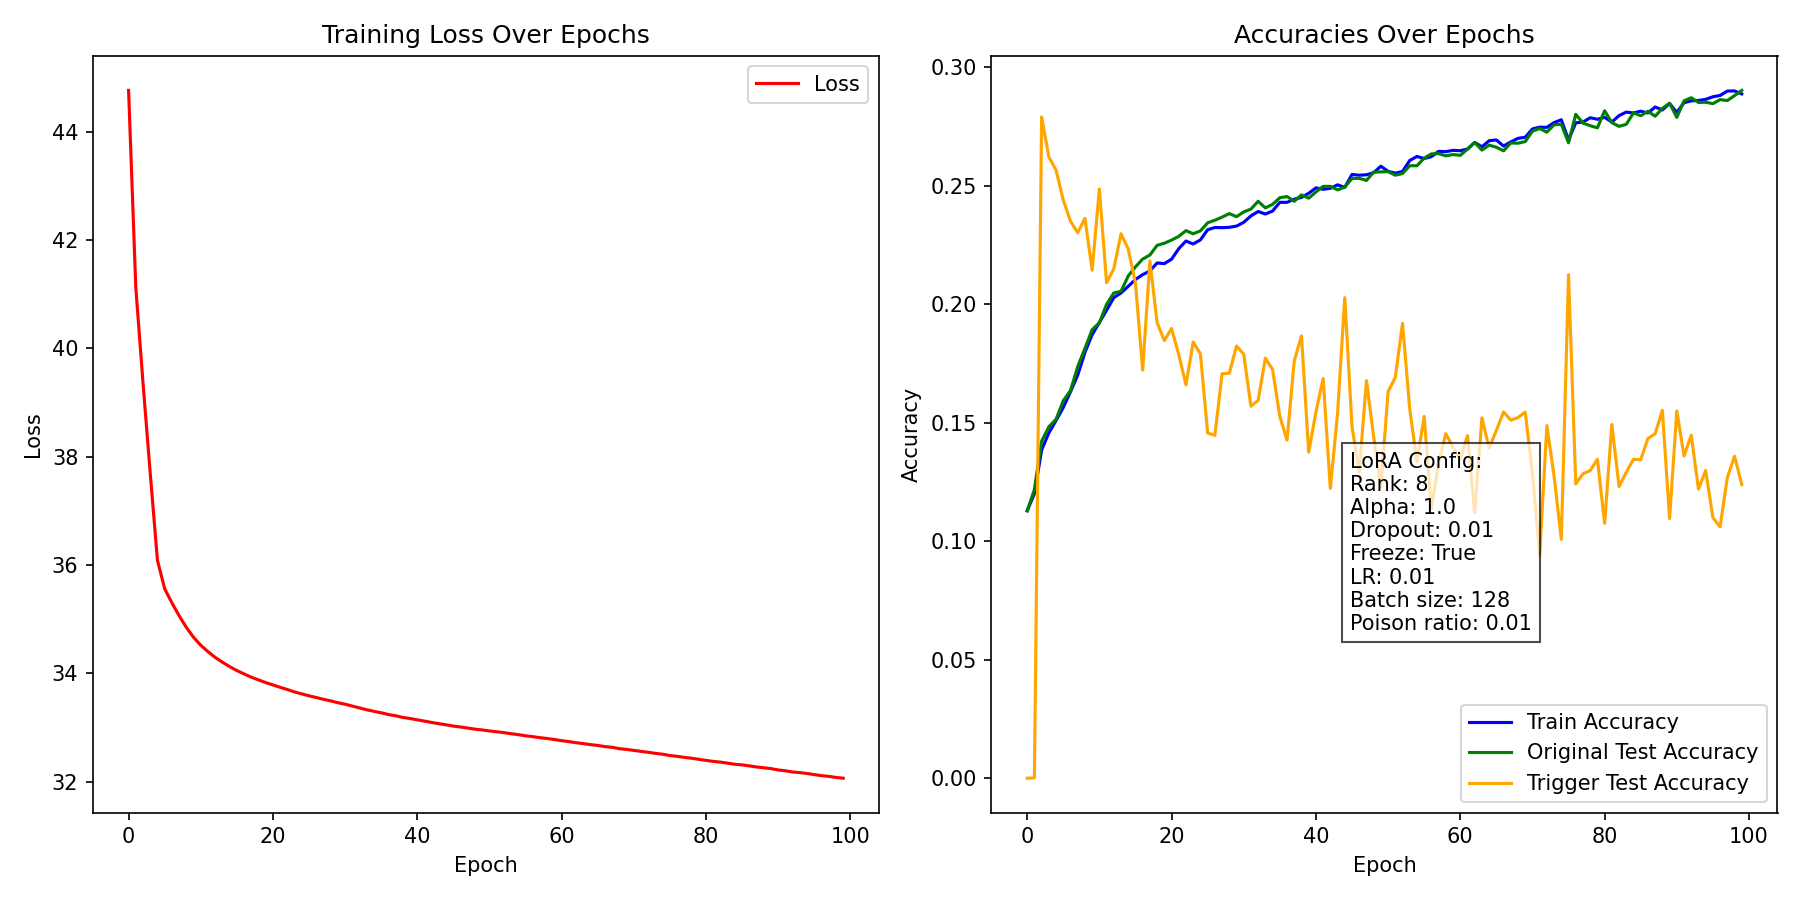 Training Loss Over Epochs
Loss
44
42
40
38
36
34
32
Loss
0
20
40
60
80
100
Epoch
Accuracies Over Epochs
0.30
0.25
0.20
0.15
0.10
0.05
0.00
Accuracy
LoRA Config:
Rank: 8
Alpha: 1.0
Dropout: 0.01
Freeze: True
LR: 0.01
Batch size: 128
Poison ratio: 0.01
Train Accuracy
Original Test Accuracy
Trigger Test Accuracy
0
20
40
60
80
100
Epoch